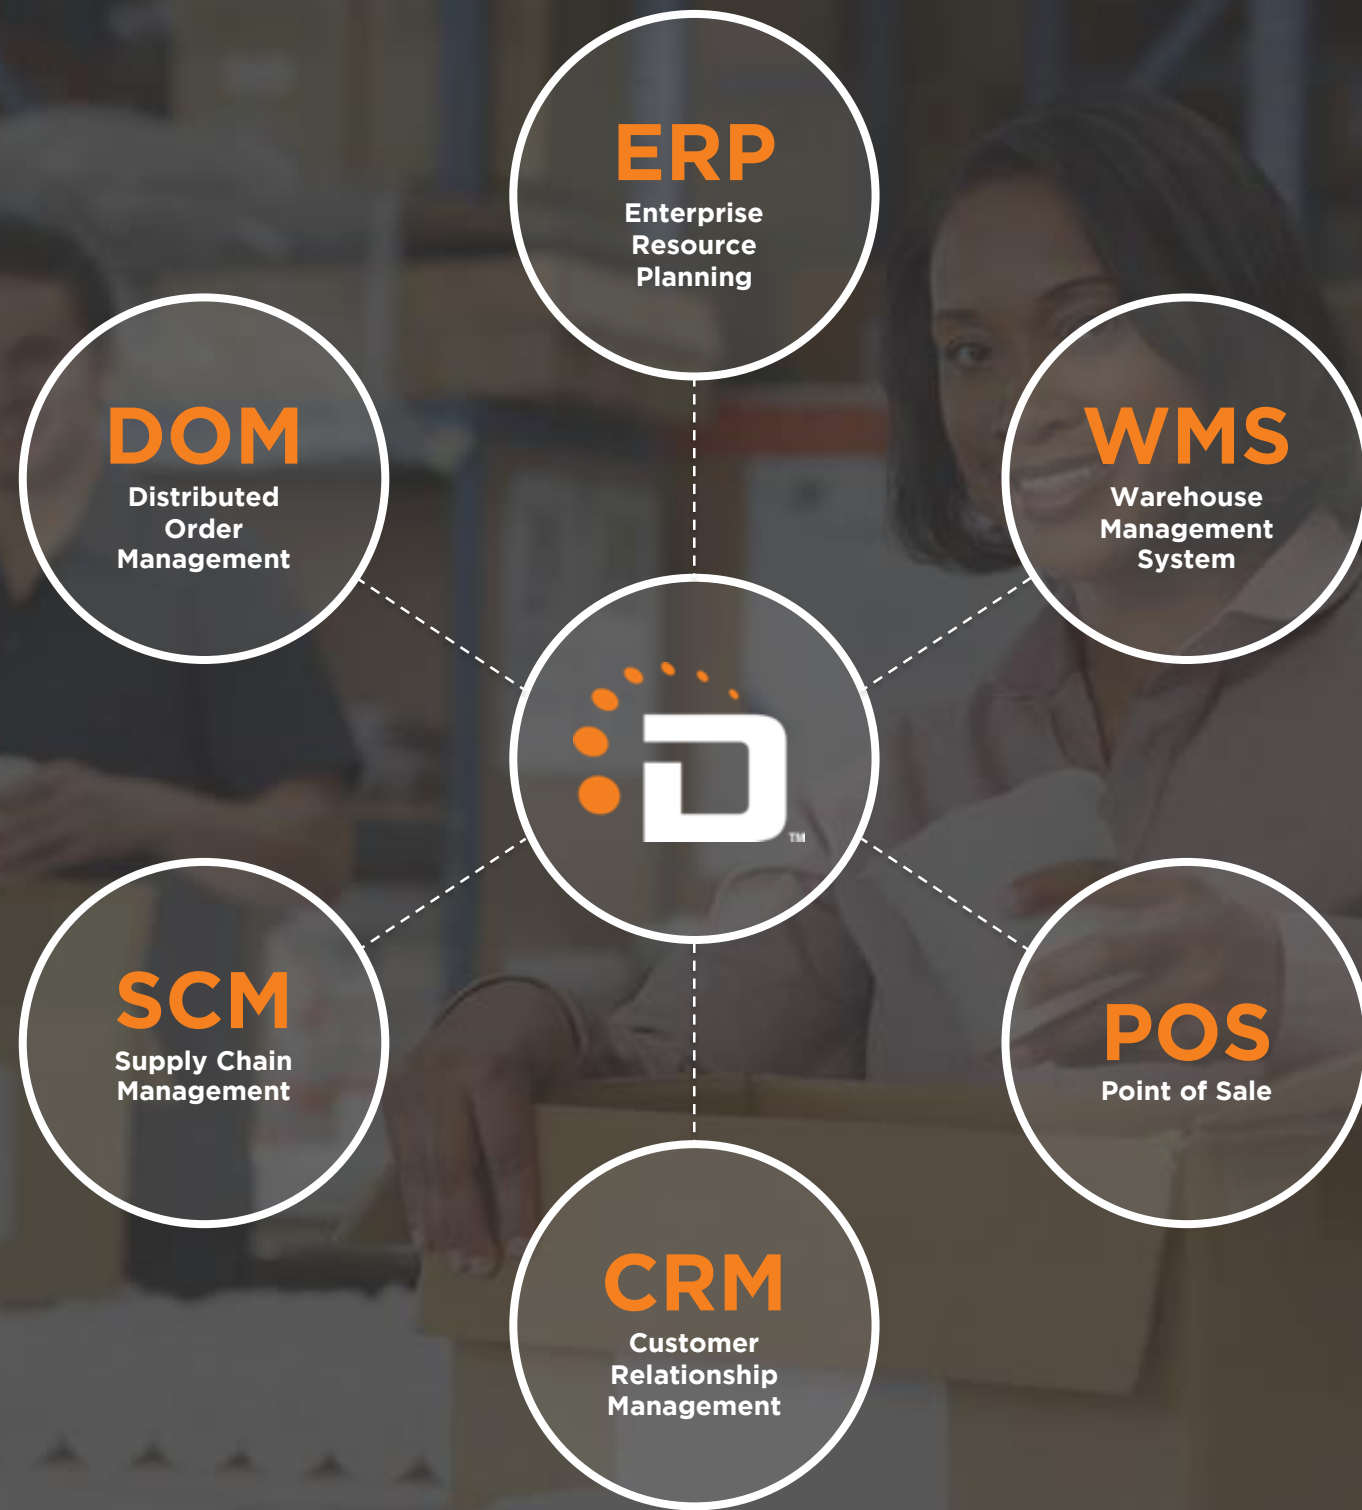 ERP
Enterprise
Resource
Planning
DOM
Distributed
Order
Management
WMS
Warehouse
Management
System
D
TM
SCM
Supply Chain
Management
POS
Point of Sale
CRM
Customer
Relationship
Management